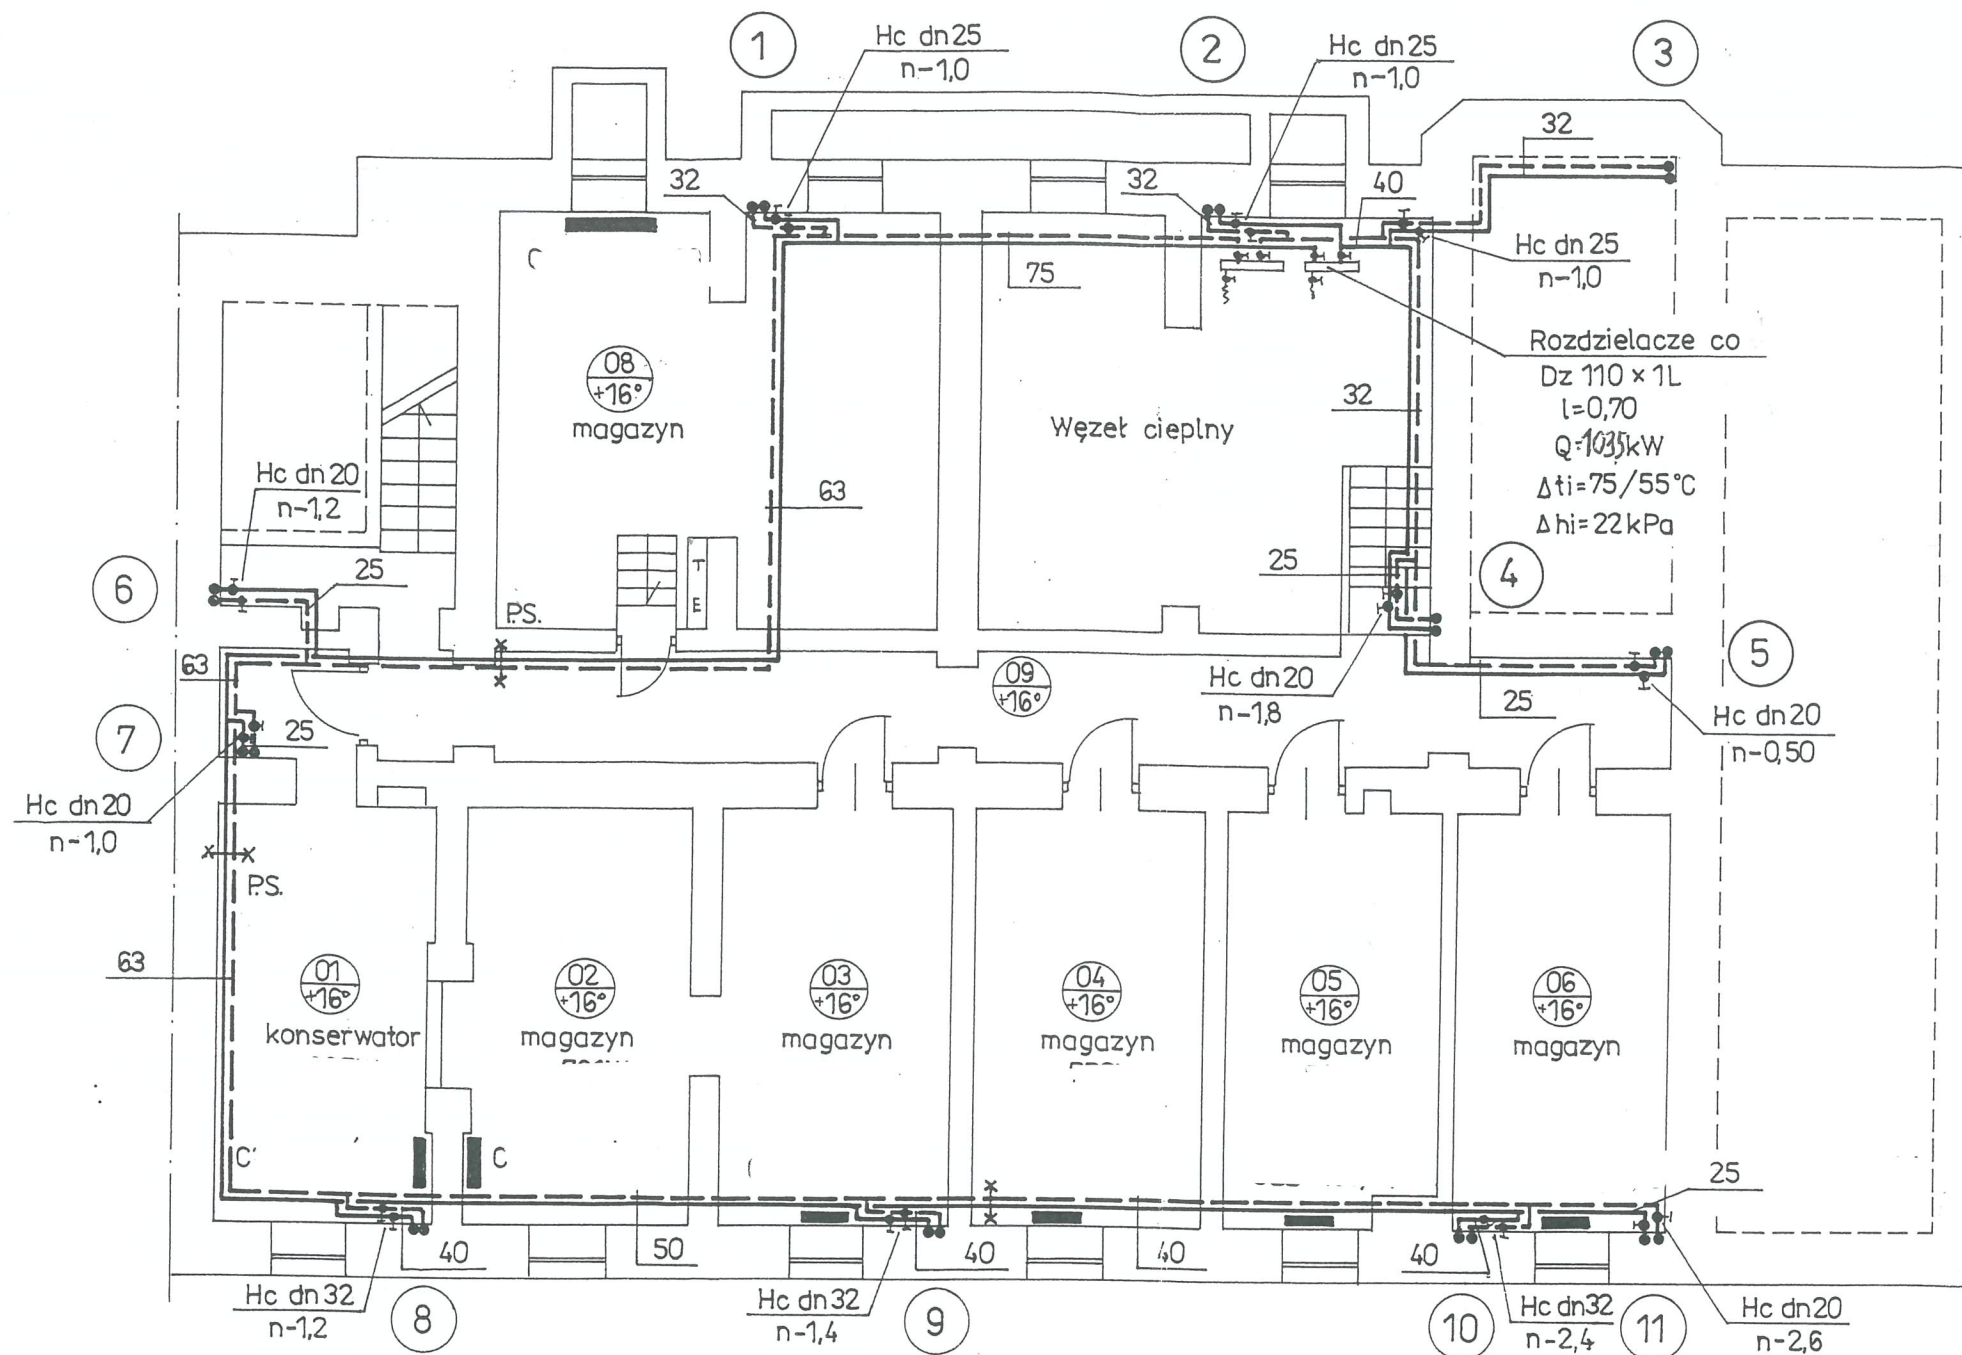 1
Hc dn25
n-1,0
2
Hc dn25
n-1,0
3
32
32
32
40
C
75
Hc dn25
n-1,0
Rozdzielacze co
Dz 110 × 1L
l=0,70
Δti=75/55°C
Δhi=22kPa
08
+16°
magazyn
Węzeł cieplny
32
Hc dn20
n-1,2
63
6
25
P.S.
T
E
25
4
63
09
+16°
Hc dn20
n-1,8
25
5
7
25
Hc dn20
n-0,50
Hc dn20
n-1,0
P.S.
63
01
+16°
konserwator
02
+16°
magazyn
03
+16°
magazyn
04
+16°
magazyn
05
+16°
magazyn
06
+16°
magazyn
C
C
25
40
50
40
40
40
Hc dn32
n-1,2
8
Hc dn32
n-1,4
9
10
Hc dn32
n-2,4
11
Hc dn20
n-2,6